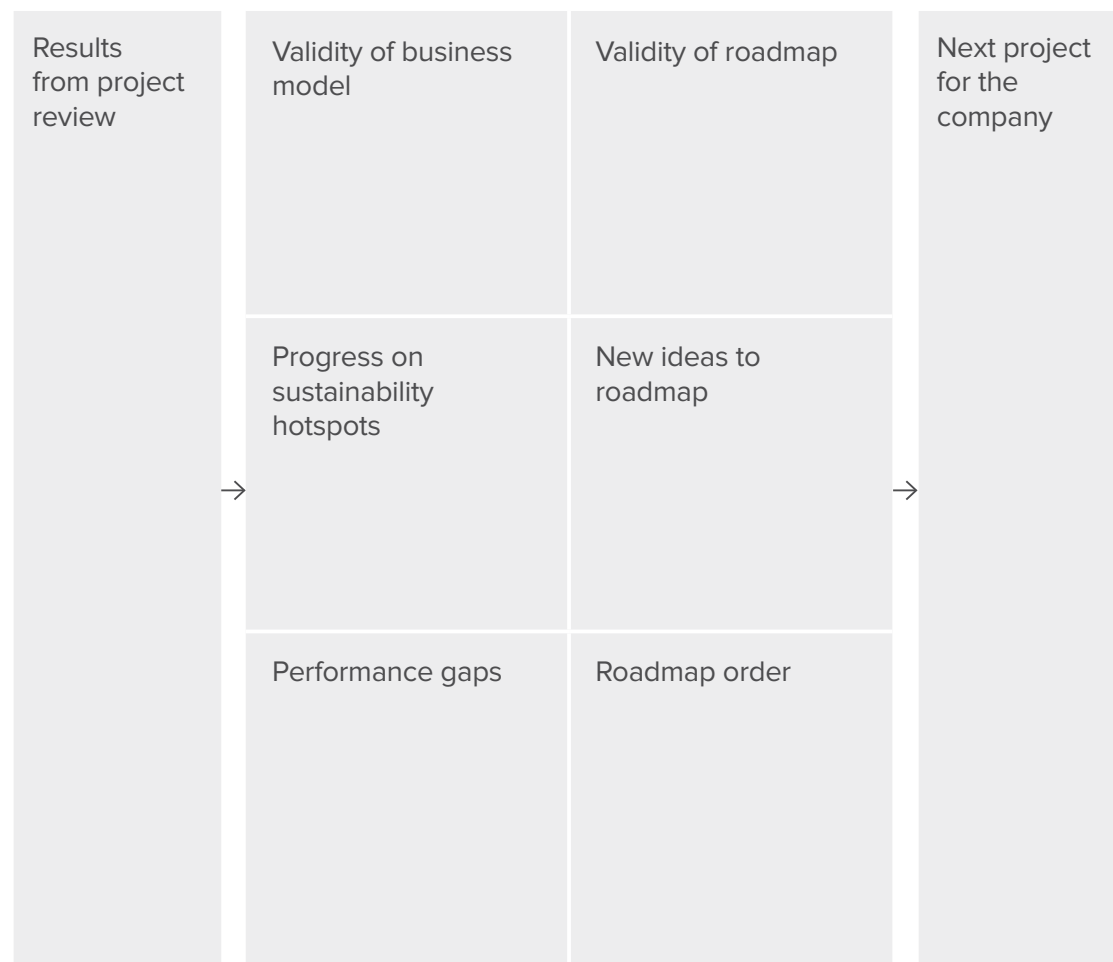 Results
from project
review
Validity of business
model
Validity of roadmap
Progress on
sustainability
hotspots
New ideas to
roadmap
Performance gaps
Roadmap order
Next project
for the
company